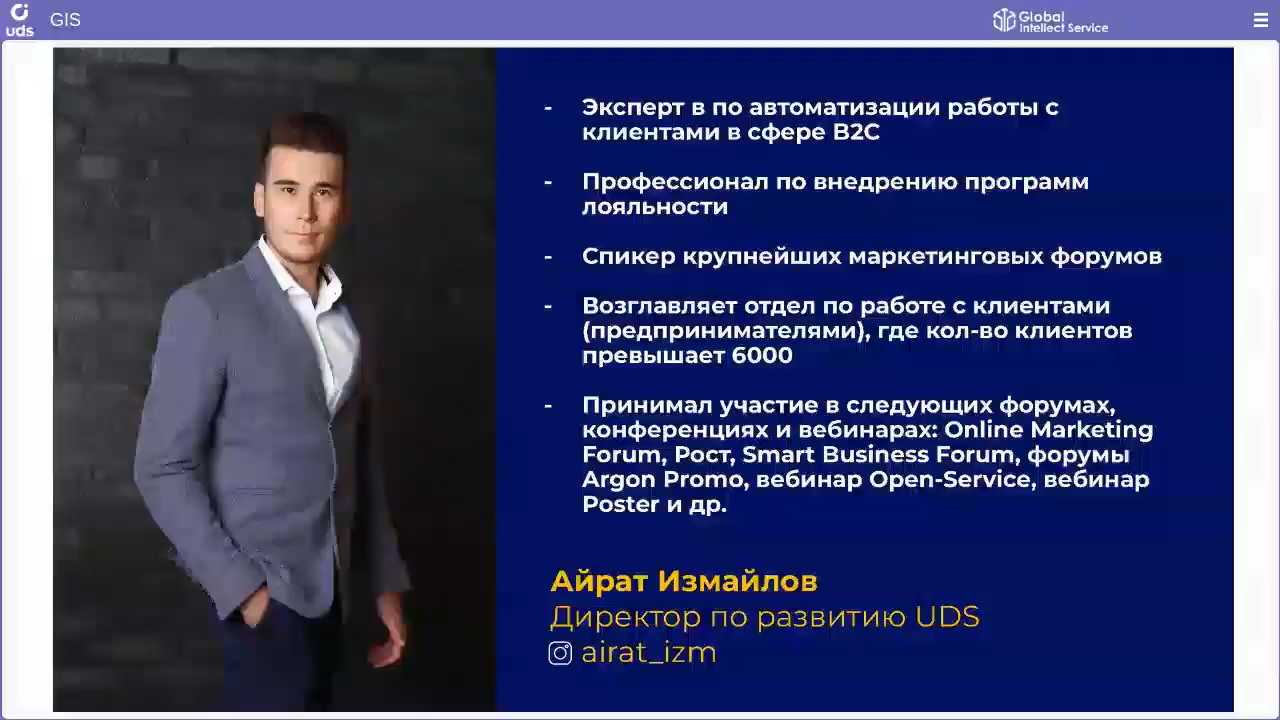 uds
GIS
Global
Intellect Service
- Эксперт в по автоматизации работы с
клиентами в сфере B2C
- Профессионал по внедрению программ
лояльности
- Спикер крупнейших маркетинговых форумов
- Возглавляет отдел по работе с клиентами
(предпринимателями), где кол-во клиентов
превышает 6000
- Принимал участие в следующих форумах,
конференциях и вебинарах: Online Marketing
Forum, Рост, Smart Business Forum, форумы
Argon Promo, вебинар Open-Service, вебинар
Poster и др.
Айрат Измайлов
Директор по развитию UDS
airat_izm